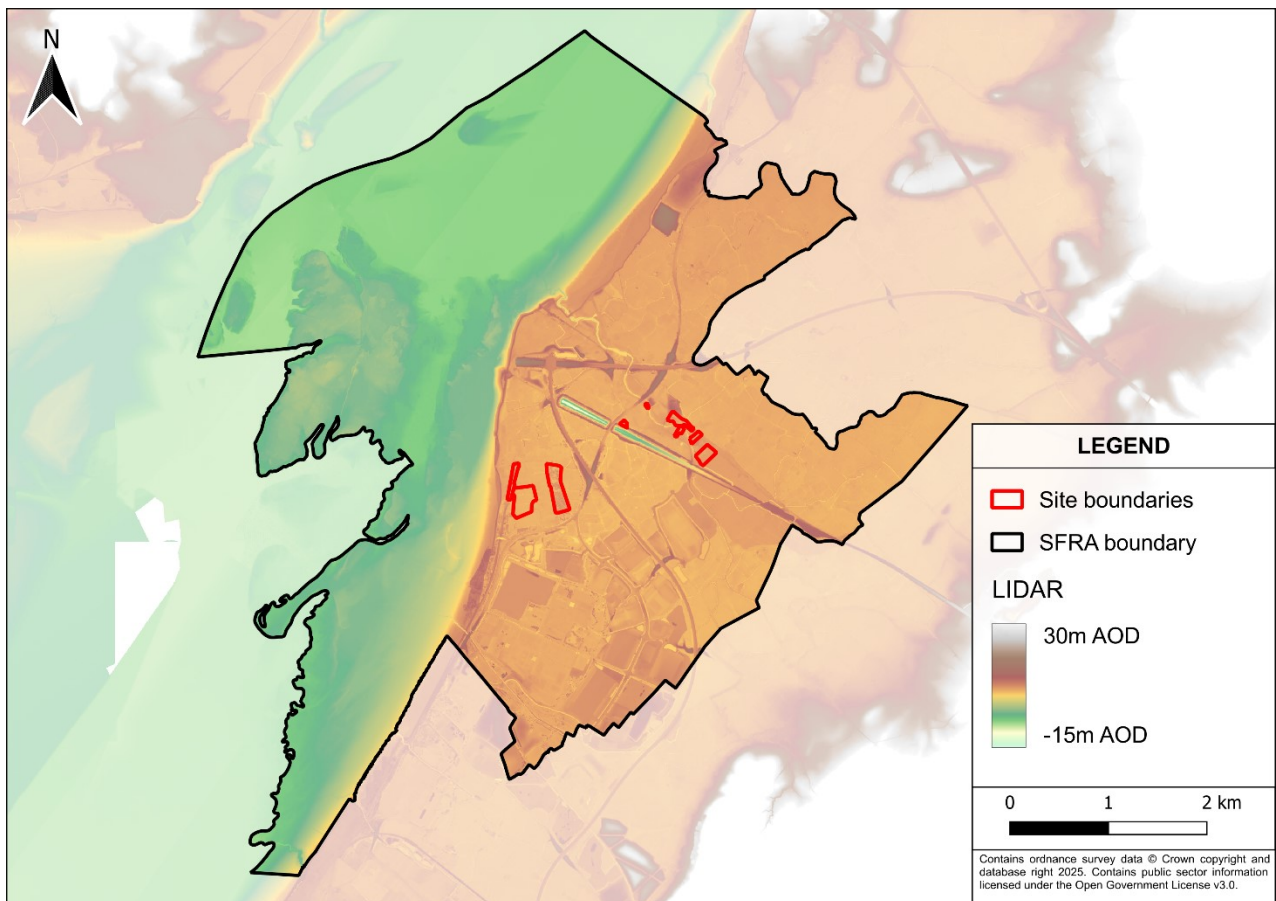 N
LEGEND
Site boundaries
SFRA boundary
LIDAR
30m AOD
-15m AOD
0 1 2 km
Contains ordnance survey data © Crown copyright and
database right 2025. Contains public sector information
licensed under the Open Government License v3.0.